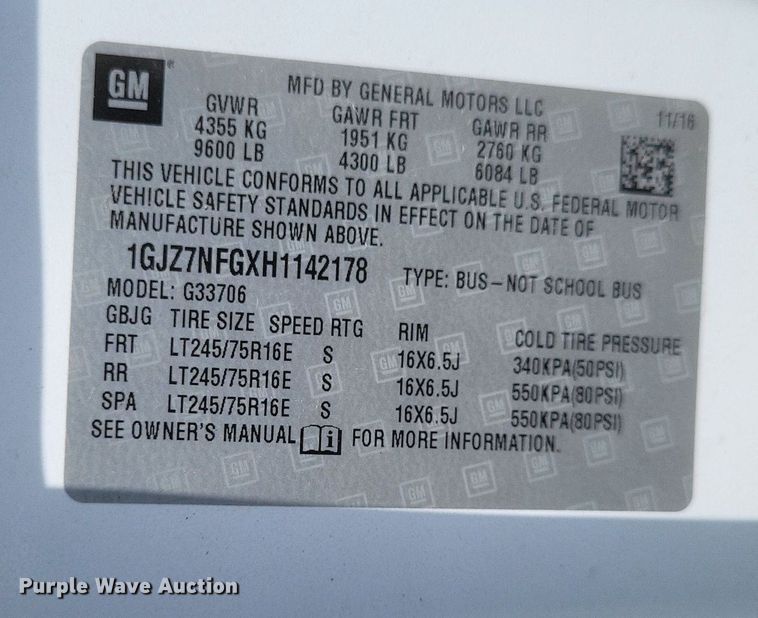 GM
MFD BY GENERAL MOTORS LLC
11/16
GVWR GAWR FRT GAWR RR
4355 KG 1951 KG 2760 KG
9600 LB 4300 LB 6084 LB
THIS VEHICLE CONFORMS TO ALL APPLICABLE U.S. FEDERAL MOTOR
VEHICLE SAFETY STANDARDS IN EFFECT ON THE DATE OF
MANUFACTURE SHOWN ABOVE.
1GJZ7NFGXH1142178 TYPE: BUS-NOT SCHOOL BUS
MODEL: G33706
GBJG TIRE SIZE SPEED RTG RIM COLD TIRE PRESSURE
FRT LT245/75R16E S 16X6.5J 340KPA(50PSI)
RR LT245/75R16E S 16X6.5J 550KPA(80PSI)
SPA LT245/75R16E S 16X6.5J 550KPA(80PSI)
SEE OWNER'S MANUAL i FOR MORE INFORMATION.
Purple Wave Auction